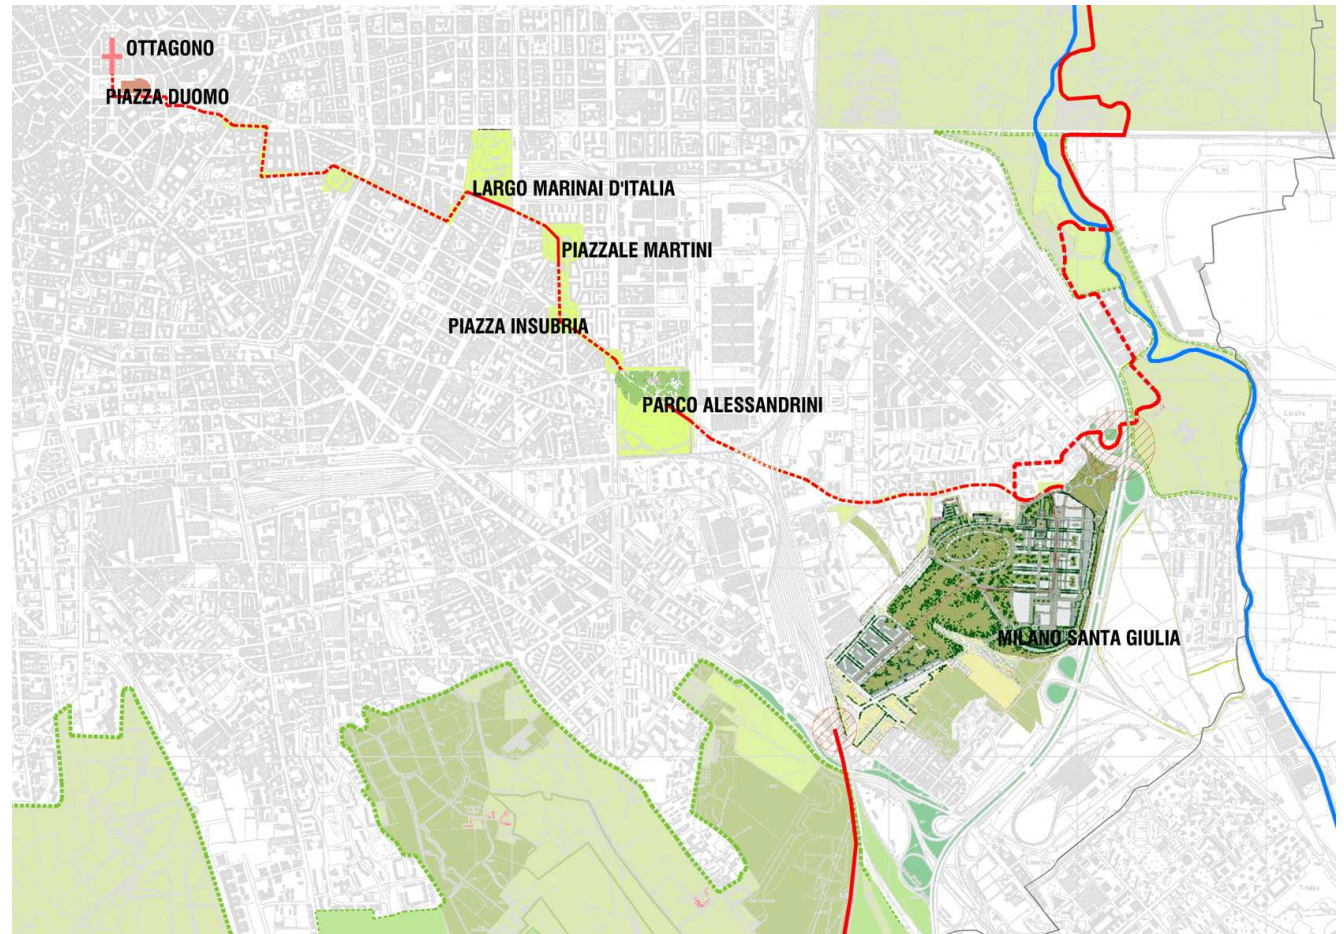 OTTAGONO
PIAZZA DUOMO
LARGO MARINAI D'ITALIA
PIAZZALE MARTINI
PIAZZA INSUBRIA
PARCO ALESSANDRINI
MILANO SANTA GIULIA